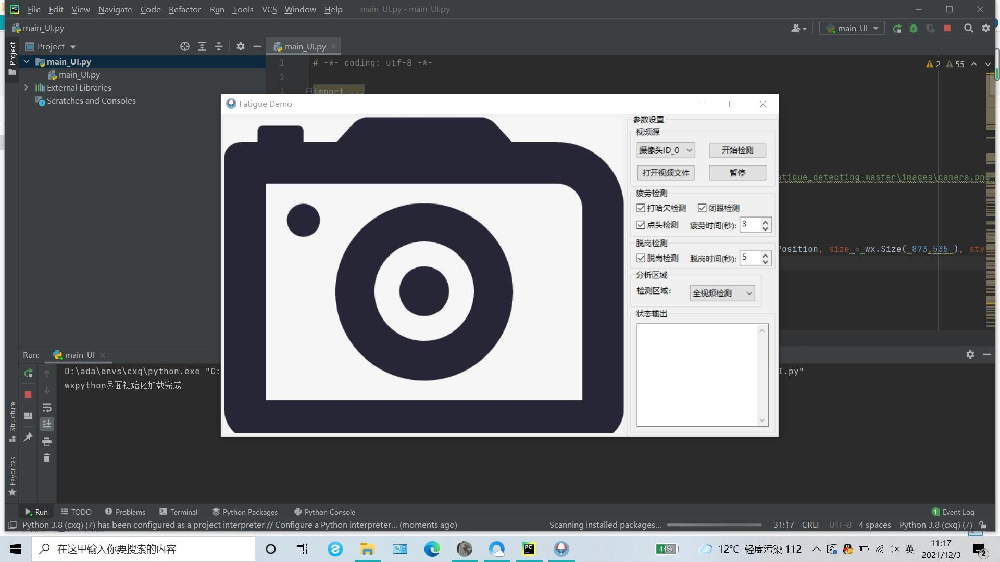 File Edit View Navigate Code Refactor Run Tools VCS Window Help main_UI.py - main_UI.py
main_UI.py
main_UI
Project
Project
main_UI.py
main_UI.py
main_UI.py
External Libraries
Scratches and Consoles
1 # -*- coding: utf-8 -*-
2
3 import ...
2 55
atigue_detecting-master\images\camera.png
Position, size = wx.Size( 873,535 ), sty
Fatigue Demo
参数设置
视频源
摄像头ID_0 开始检测
打开视频文件 暂停
疲劳检测
打哈欠检测 闭眼检测
点头检测 疲劳时间(秒): 3
脱岗检测
脱岗检测 脱岗时间(秒): 5
分析区域
检测区域: 全视频检测
状态输出
Run: main_UI
D:\ada\envs\cxq\python.exe "C: I.py"
wxpython界面初始化加载完成!
Structure
Favorites
Run TODO Problems Terminal Python Packages Python Console 1 Event Log
Python 3.8 (cxq) (7) has been configured as a project interpreter // Configure a Python interpreter... (moments ago) Scanning installed packages... 31:17 CRLF UTF-8 4 spaces Python 3.8 (cxq) (7)
在这里输入你要搜索的内容
PC
44%
12°C 轻度污染 112
英
11:17
2021/12/3
2